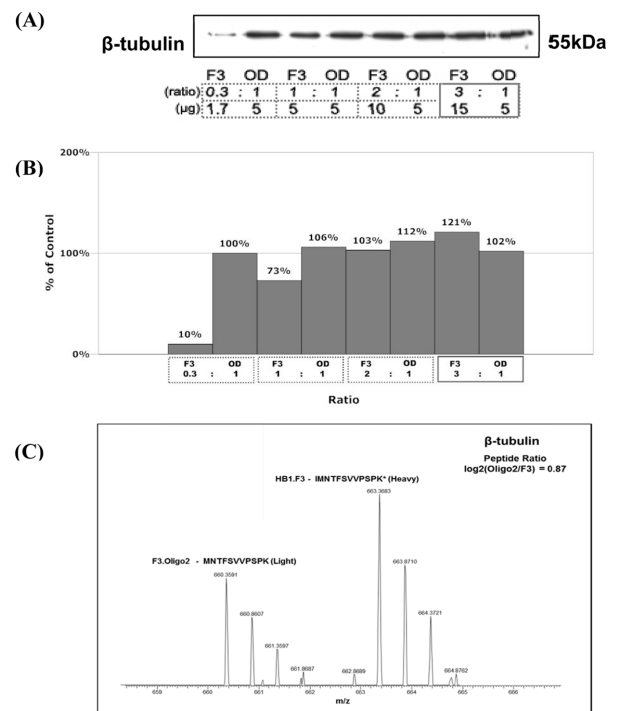 (A)
β-tubulin
55kDa
F3 OD F3 OD F3 OD F3 OD
(ratio) 0.3 : 1 1 : 1 2 : 1 3 : 1
(µg) 1.7 5 5 5 10 5 15 5
(B)
200%
% of Control
100%
0%
10%
100%
73%
106%
103%
112%
121%
102%
F3 OD F3 OD F3 OD F3 OD
0.3 : 1 1 : 1 2 : 1 3 : 1
Ratio
(C)
β-tubulin
Peptide Ratio
log2(Oligo2/F3) = 0.87
HB1.F3 - IMNTFSVVPSPK* (Heavy)
663.3693
F3.Oligo2 - MNTFSVVPSPK (Light)
663.8710
660.3591
660.8607
664.3721
661.3597
661.8687
662.8689
664.8762
659 660 661 662 663 664 665 666
m/z